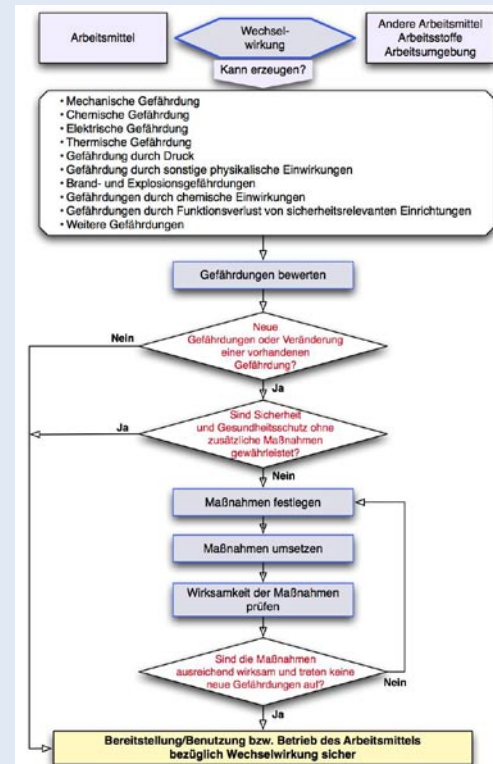 Arbeitsmittel
Wechsel-
wirkung
Andere Arbeitsmittel
Arbeitsstoffe
Arbeitsumgebung
Kann erzeugen?
• Mechanische Gefährdung
• Chemische Gefährdung
• Elektrische Gefährdung
• Thermische Gefährdung
• Gefährdung durch Druck
• Gefährdung durch sonstige physikalische Einwirkungen
• Brand- und Explosionsgefährdungen
• Gefährdungen durch chemische Einwirkungen
• Gefährdungen durch Funktionsverlust von sicherheitsrelevanten Einrichtungen
• Weitere Gefährdungen
Gefährdungen bewerten
Nein
Neue
Gefährdungen oder Veränderung
einer vorhandenen
Gefährdung?
Ja
Ja
Sind Sicherheit
und Gesundheitsschutz ohne
zusätzliche Maßnahmen
gewährleistet?
Nein
Maßnahmen festlegen
Maßnahmen umsetzen
Wirksamkeit der Maßnahmen
prüfen
Sind die Maßnahmen
ausreichend wirksam und treten keine
neue Gefährdungen auf?
Nein
Ja
Bereitstellung/Benutzung bzw. Betrieb des Arbeitsmittels
bezüglich Wechselwirkung sicher